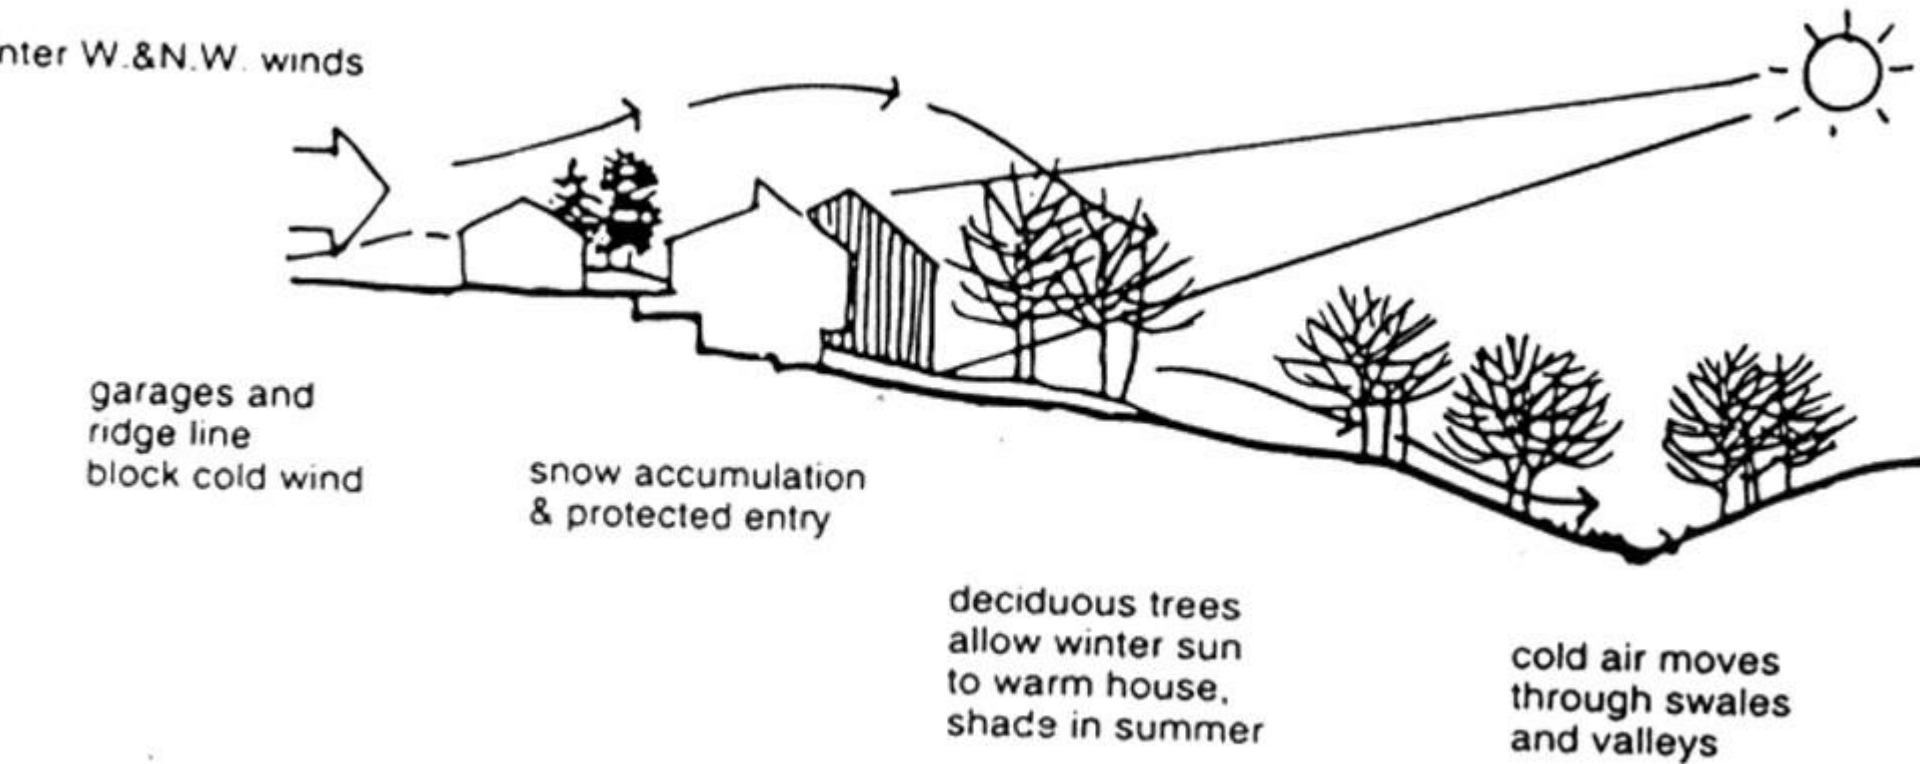 nter W.&N.W. winds
garages and
ridge line
block cold wind
snow accumulation
& protected entry
deciduous trees
allow winter sun
to warm house,
shade in summer
cold air moves
through swales
and valleys